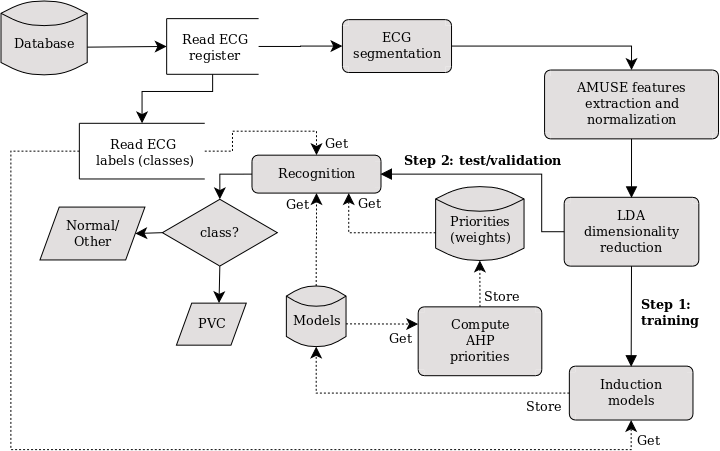 Database
Read ECG
register
ECG
segmentation
AMUSE features
extraction and
normalization
Read ECG
labels (classes)
Get
Step 2: test/validation
Recognition
Get
Get
Priorities
(weights)
LDA
dimensionality
reduction
Normal/
Other
class?
Store
Step 1:
training
PVC
Models
Get
Compute
AHP
priorities
Induction
models
Store
Get